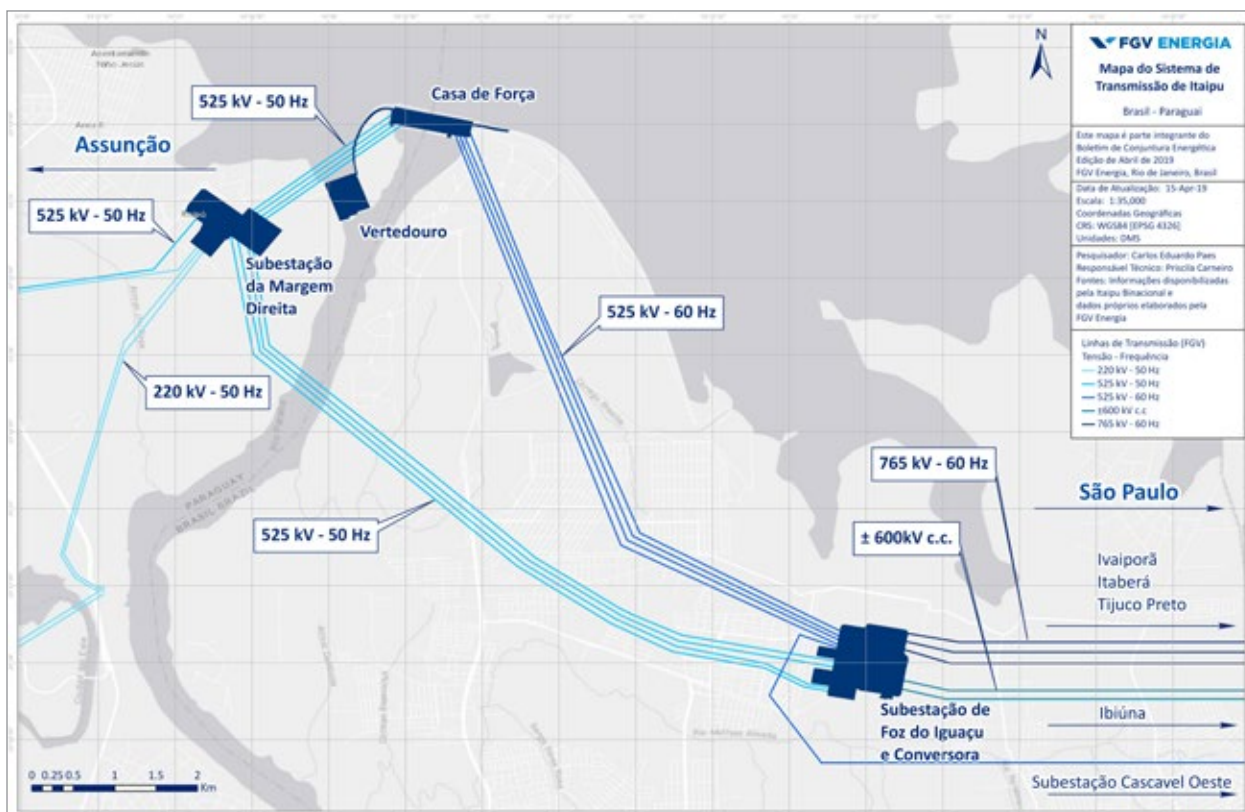 525 kV - 50 Hz
Casa de Força
N
Assunção
525 kV - 50 Hz
Vertedouro
Subestação
da Margem
Direita
220 kV - 50 Hz
525 kV - 60 Hz
PARAGUAY
BRASIL BRAZIL
525 kV - 50 Hz
765 kV - 60 Hz
São Paulo
± 600kV c.c.
Ivaiporã
Itaberá
Tijuco Preto
Subestação de
Foz do Iguaçu
e Conversora
Ibiúna
Subestação Cascavel Oeste
0 0.25 0.5 1 1.5 2
Km
FGV ENERGIA
Mapa do Sistema de
Transmissão de Itaipu
Brasil - Paraguai
Este mapa é parte integrante do
Boletim de Conjuntura Energética
Edição de Abril de 2019
FGV Energia, Rio de Janeiro, Brasil
Data de Atualização: 15-Apr-19
Escala: 1:35,000
Coordenadas Geográficas
CRS: WGS84 [EPSG 4326]
Unidades: DMS
Pesquisador: Carlos Eduardo Paes
Responsável Técnico: Priscila Carneiro
Fontes: Informações disponibilizadas
pela Itaipu Binacional e
dados próprios elaborados pela
FGV Energia
Linhas de Transmissão (FGV)
Tensão - Frequência
220 kV - 50 Hz
525 kV - 50 Hz
525 kV - 60 Hz
±600 kV c.c
765 kV - 60 Hz